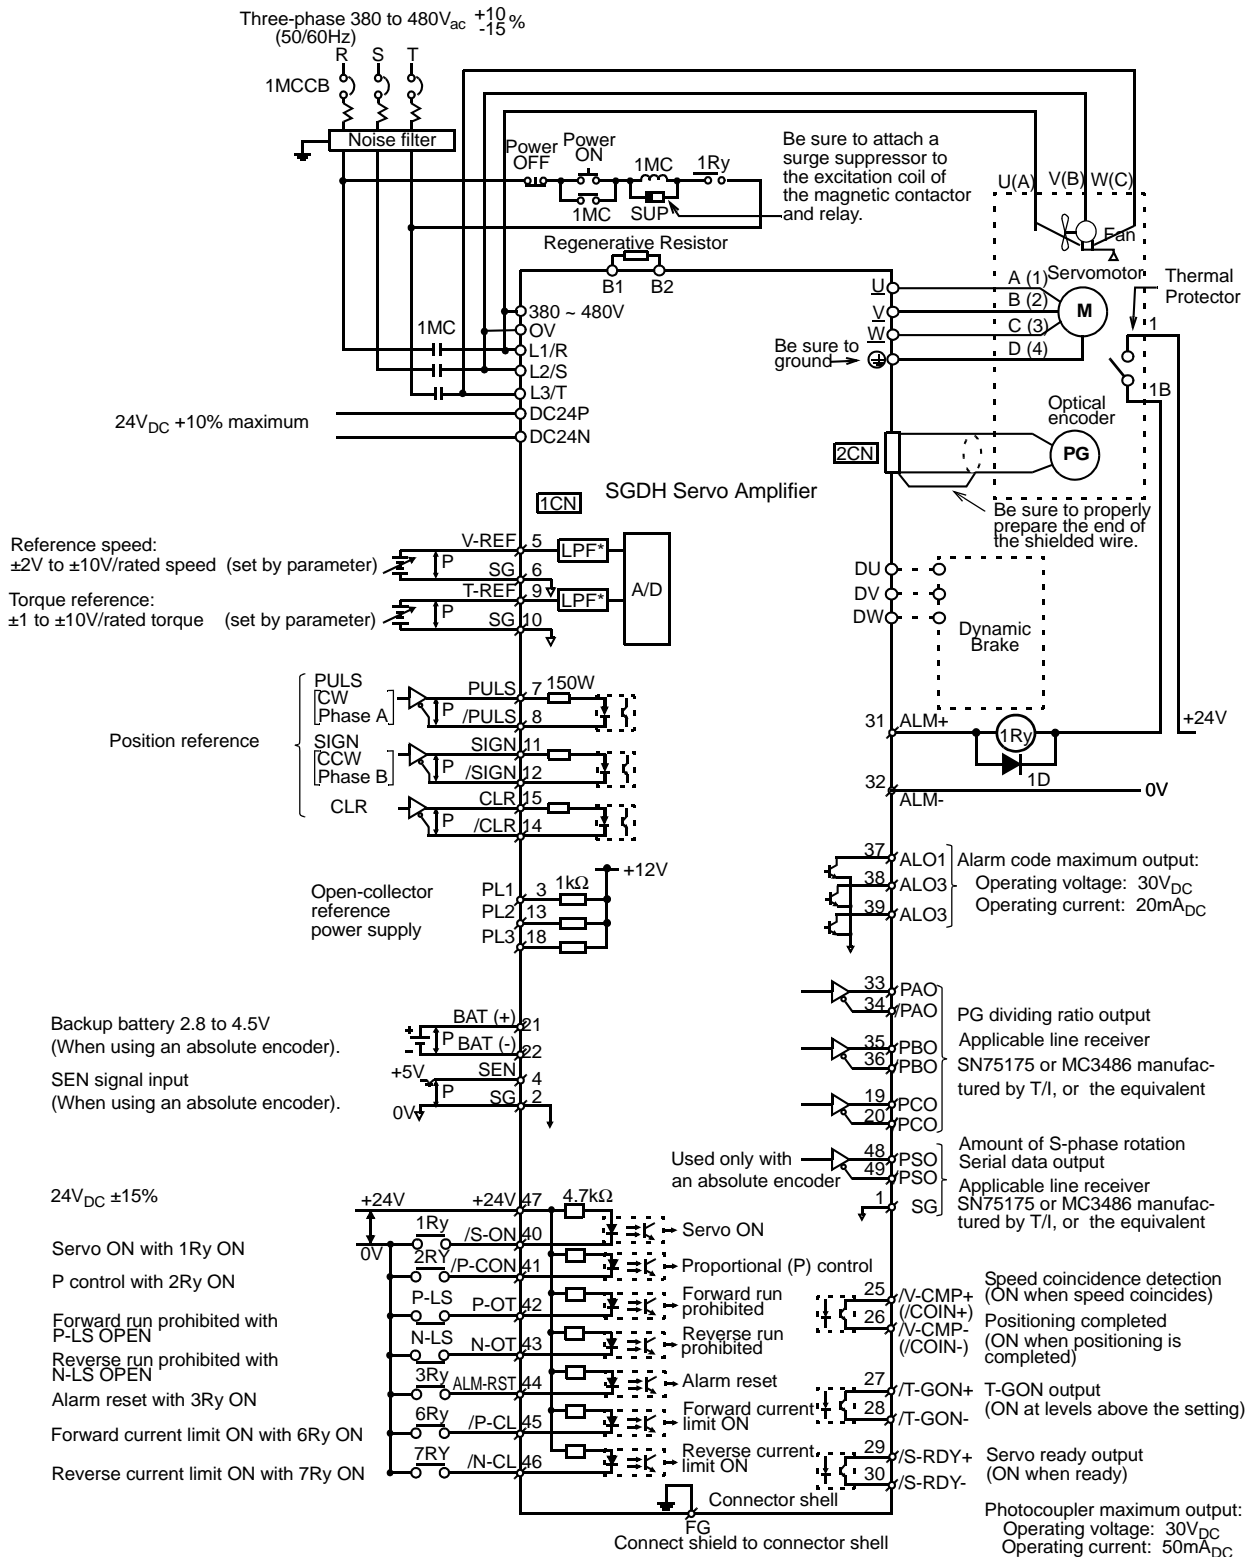 Three-phase 380 to 480Vac +10 -15 %
(50/60Hz)
R S T
1MCCB
Noise filter
Power OFF
Power ON
1MC
1Ry
1MC
SUP
Be sure to attach a
surge suppressor to
the excitation coil of
the magnetic contactor
and relay.
U(A) V(B) W(C)
Fan
Regenerative Resistor
B1 B2
Servomotor
Thermal
Protector
380 ~ 480V
OV
1MC
L1/R
L2/S
L3/T
DC24P
DC24N
24VDC +10% maximum
U
V
W
A (1)
B (2)
C (3)
D (4)
M
Be sure to
ground
1
1B
Optical
encoder
2CN
PG
SGDH Servo Amplifier
1CN
Be sure to properly
prepare the end of
the shielded wire.
Reference speed:
±2V to ±10V/rated speed (set by parameter)
P
V-REF 5
SG 6
LPF*
Torque reference:
±1 to ±10V/rated torque (set by parameter)
P
T-REF 9
SG 10
LPF*
A/D
DU
DV
DW
Dynamic
Brake
Position reference
PULS
CW
Phase A
P
PULS 7 150W
/PULS 8
SIGN
CCW
Phase B
P
SIGN 11
/SIGN 12
CLR
P
CLR 15
/CLR 14
31 ALM+
1Ry
1D
+24V
32
ALM-
0V
Open-collector
reference
power supply
+12V
PL1 3 1kΩ
PL2 13
PL3 18
37 ALO1
38 ALO3
39 ALO3
Alarm code maximum output:
Operating voltage: 30VDC
Operating current: 20mADC
33 PAO
34 /PAO
35 PBO
36 /PBO
19 PCO
20 /PCO
PG dividing ratio output
Applicable line receiver
SN75175 or MC3486 manufac-
tured by T/I, or the equivalent
Backup battery 2.8 to 4.5V
(When using an absolute encoder).
+
-
P
BAT (+) 21
BAT (-) 22
SEN signal input
(When using an absolute encoder).
+5V
0V
P
SEN 4
SG 2
Used only with
an absolute encoder
48 PSO
49 /PSO
1 SG
Amount of S-phase rotation
Serial data output
Applicable line receiver
SN75175 or MC3486 manufac-
tured by T/I, or the equivalent
24VDC ±15%
+24V
0V
+24V 47 4.7kΩ
Servo ON with 1Ry ON
1Ry
/S-ON 40
Servo ON
P control with 2Ry ON
2RY
/P-CON 41
Proportional (P) control
Forward run prohibited with
P-LS OPEN
P-LS
P-OT 42
Forward run
prohibited
Reverse run prohibited with
N-LS OPEN
N-LS
N-OT 43
Reverse run
prohibited
Alarm reset with 3Ry ON
3Ry
ALM-RST 44
Alarm reset
Forward current limit ON with 6Ry ON
6Ry
/P-CL 45
Forward current
limit ON
Reverse current limit ON with 7Ry ON
7RY
/N-CL 46
Reverse current
limit ON
25 /V-CMP+
(/COIN+)
26 /V-CMP-
(/COIN-)
Speed coincidence detection
(ON when speed coincides)
Positioning completed
(ON when positioning is
completed)
27 /T-GON+
28 /T-GON-
T-GON output
(ON at levels above the setting)
29 /S-RDY+
30 /S-RDY-
Servo ready output
(ON when ready)
Connector shell
FG
Connect shield to connector shell
Photocoupler maximum output:
Operating voltage: 30VDC
Operating current: 50mADC